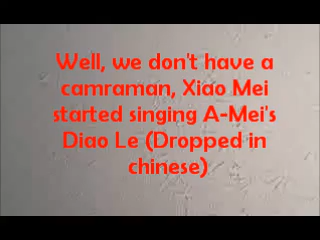 Well, we don't have a
camraman, Xiao Mei
started singing A-Mei's
Diao Le (Dropped in
chinese)